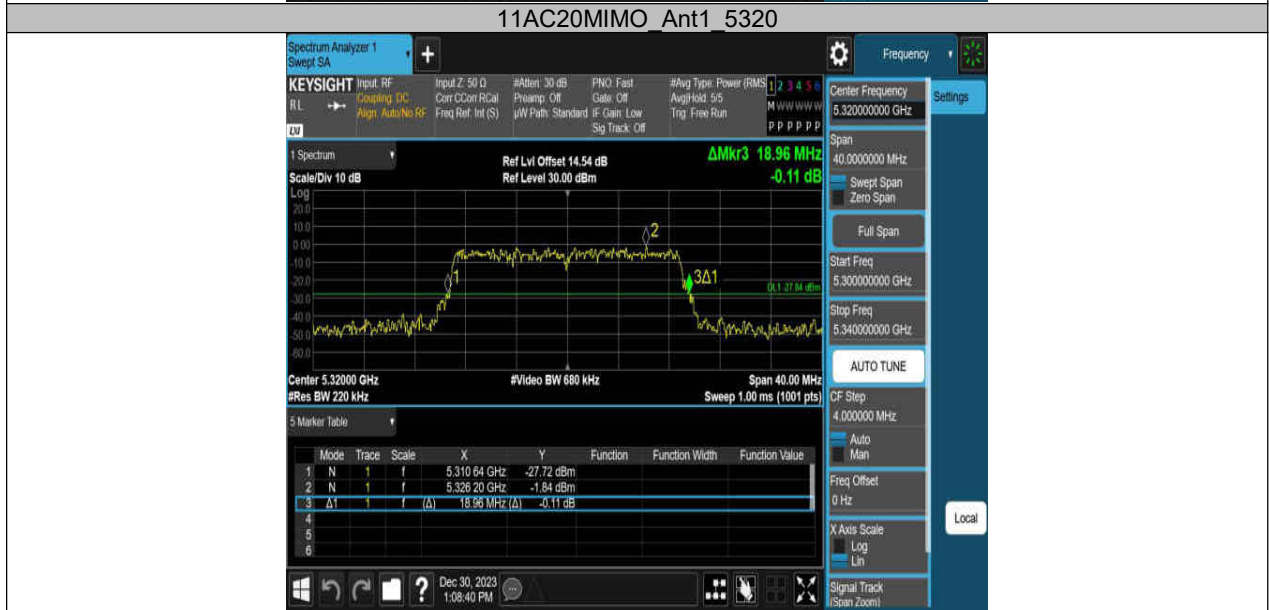 11AC20MIMO_Ant1_5320
Spectrum Analyzer 1
Swept SA
+
Frequency
KEYSIGHT Input: RF Input Z: 50 Ω #Atten: 30 dB PNO: Fast #Avg Type: Power (RMS 1 2 3 4 5 6
RL Coupling: DC Corr CCorr RCal Preamp: Off Gate: Off Avg|Hold: 5/5 M W W W W W
Align: Auto/No RF Freq Ref: Int (S) µW Path: Standard IF Gain: Low Trig: Free Run
Sig Track: Off P P P P P P
LXI
1 Spectrum
Ref Lvl Offset 14.54 dB
ΔMkr3 18.96 MHz
Scale/Div 10 dB
Ref Level 30.00 dBm
-0.11 dB
Log
20.0
10.0
0.00
-10.0
-20.0
-30.0
-40.0
-50.0
-60.0
2
1
3Δ1
DL1 -27.84 dBm
Center 5.32000 GHz #Video BW 680 kHz Span 40.00 MHz
#Res BW 220 kHz Sweep 1.00 ms (1001 pts)
5 Marker Table
Mode Trace Scale X Y Function Function Width Function Value
1 N 1 f 5.310 64 GHz -27.72 dBm
2 N 1 f 5.326 20 GHz -1.84 dBm
3 Δ1 1 f (Δ) 18.96 MHz (Δ) -0.11 dB
4
5
6
Dec 30, 2023
1:08:40 PM
?
Center Frequency
5.320000000 GHz
Settings
Span
40.0000000 MHz
Swept Span
Zero Span
Full Span
Start Freq
5.300000000 GHz
Stop Freq
5.340000000 GHz
AUTO TUNE
CF Step
4.000000 MHz
Auto
Man
Freq Offset
0 Hz
X Axis Scale
Log
Lin
Local
Signal Track
(Span Zoom)